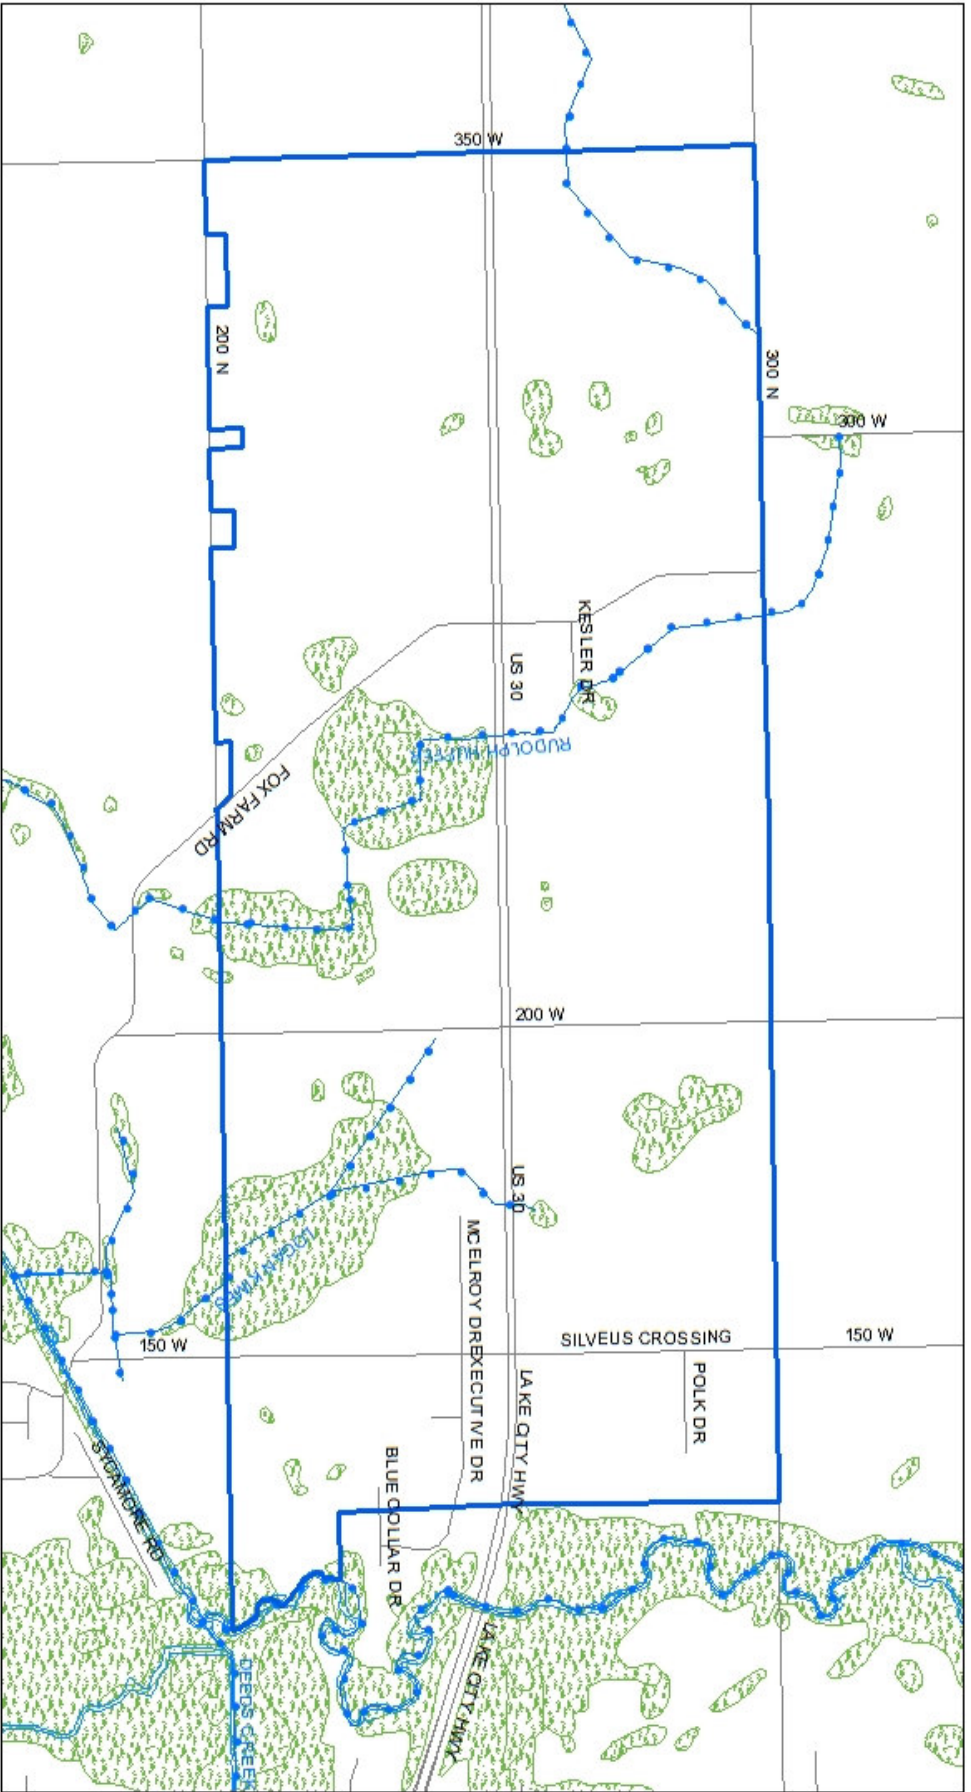 350 W
200 N
300 N
300 W
KESLER DR
US 30
RUDOLPH HUFFER
FOX FARM RD
200 W
US 30
MCELROY DR
EXECUTIVE DR
SILVEUS CROSSING
150 W
150 W
POLK DR
LAKE CITY HWY
BLUE COLLAR DR
SYCAMORE RD
LAKE CITY HWY
DEEDS CREEK